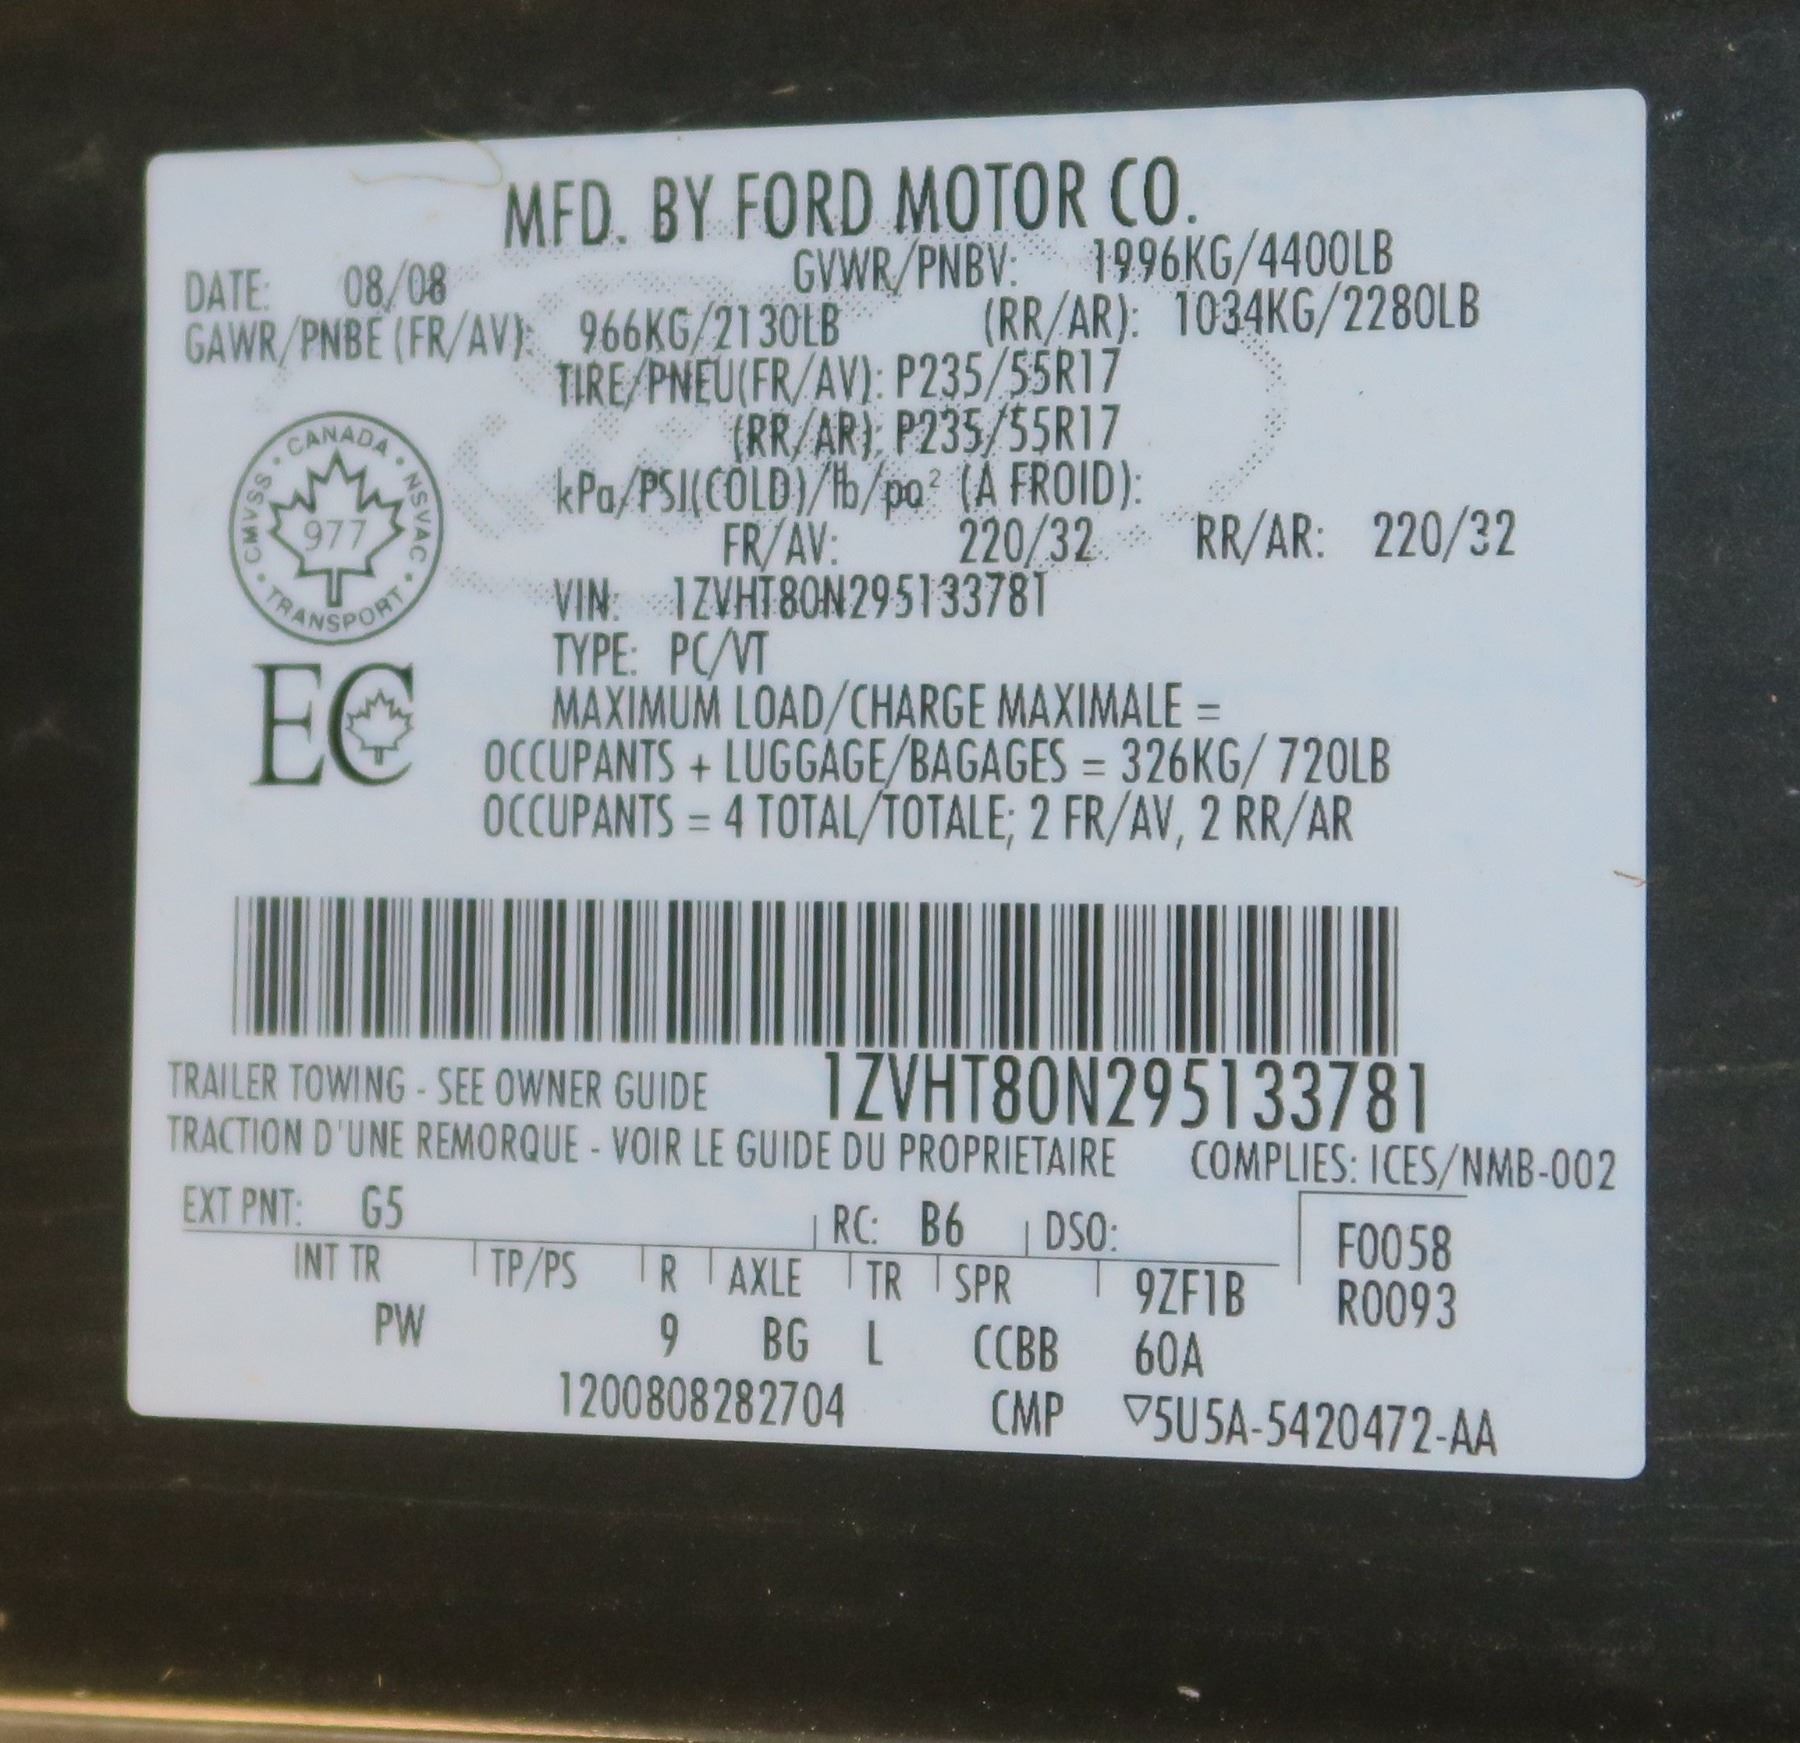 MFD. BY FORD MOTOR CO.
DATE: 08/08 GVWR/PNBV: 1996KG/4400LB
GAWR/PNBE (FR/AV): 966KG/2130LB (RR/AR): 1034KG/2280LB
TIRE/PNEU(FR/AV): P235/55R17
(RR/AR): P235/55R17
kPa/PSI(COLD)/lb/po² (A FROID):
FR/AV: 220/32 RR/AR: 220/32
VIN: 1ZVHT80N295133781
TYPE: PC/VT
MAXIMUM LOAD/CHARGE MAXIMALE =
OCCUPANTS + LUGGAGE/BAGAGES = 326KG/ 720LB
OCCUPANTS = 4 TOTAL/TOTALE; 2 FR/AV, 2 RR/AR
CANADA • NSVAC • TRANSPORT • CMVSS •
977
EC
TRAILER TOWING - SEE OWNER GUIDE 1ZVHT80N295133781
TRACTION D'UNE REMORQUE - VOIR LE GUIDE DU PROPRIETAIRE COMPLIES: ICES/NMB-002
EXT PNT: G5 RC: B6 DSO: F0058
INT TR TP/PS R AXLE TR SPR 9ZF1B R0093
PW 9 BG L CCBB 60A
1200808282704 CMP ▽5U5A-5420472-AA